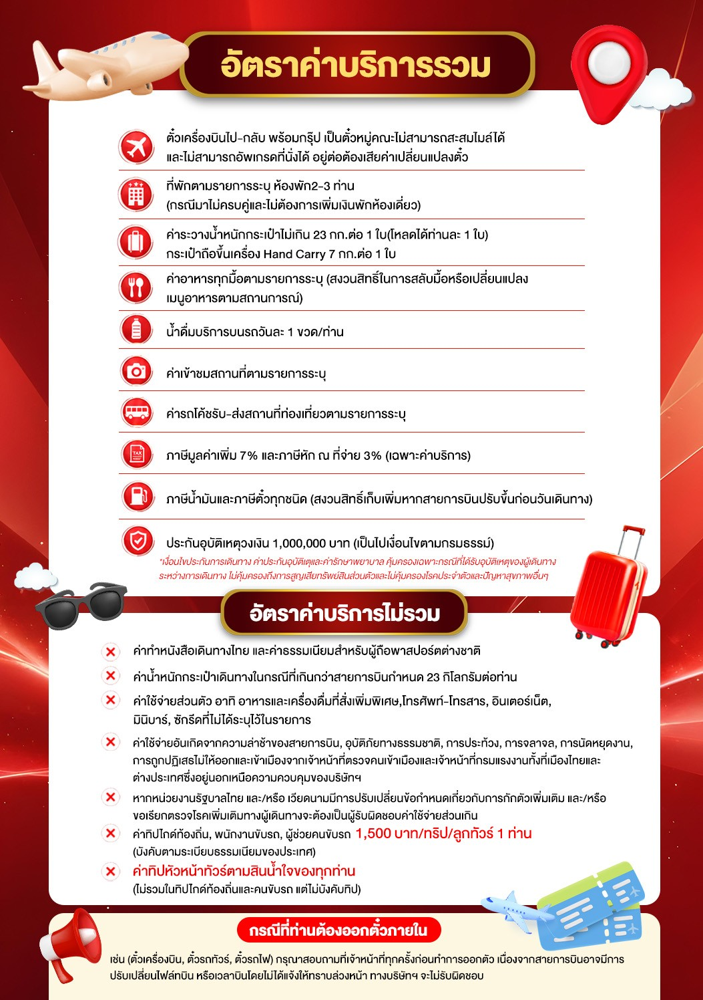 อัตราค่าบริการรวม
ตั๋วเครื่องบินไป-กลับ พร้อมกรุ๊ป เป็นตั๋วหมู่คณะไม่สามารถสะสมไมล์ได้
และไม่สามารถอัพเกรดที่นั่งได้ อยู่ต่อต้องเสียค่าเปลี่ยนแปลงตั๋ว
ที่พักตามรายการระบุ ห้องพัก2-3 ท่าน
(กรณีมาไม่ครบคู่และไม่ต้องการเพิ่มเงินพักห้องเดี่ยว)
ค่าระวางน้ำหนักกระเป๋าไม่เกิน 23 กก.ต่อ 1 ใบ(โหลดได้ท่านละ 1 ใบ)
กระเป๋าถือขึ้นเครื่อง Hand Carry 7 กก.ต่อ 1 ใบ
ค่าอาหารทุกมื้อตามรายการระบุ (สงวนสิทธิ์ในการสลับมื้อหรือเปลี่ยนแปลง
เมนูอาหารตามสถานการณ์)
น้ำดื่มบริการบนรถวันละ 1 ขวด/ท่าน
ค่าเข้าชมสถานที่ตามรายการระบุ
ค่ารถโค้ชรับ-ส่งสถานที่ท่องเที่ยวตามรายการระบุ
TAX
ภาษีมูลค่าเพิ่ม 7% และภาษีหัก ณ ที่จ่าย 3% (เฉพาะค่าบริการ)
ภาษีน้ำมันและภาษีตั๋วทุกชนิด (สงวนสิทธิ์เก็บเพิ่มหากสายการบินปรับขึ้นก่อนวันเดินทาง)
ประกันอุบัติเหตุวงเงิน 1,000,000 บาท (เป็นไปเงื่อนไขตามกรมธรรม์)
*เงื่อนไขประกันการเดินทาง ค่าประกันอุบัติเตุและค่ารักษาพยาบาล คุ้มครองเฉพาะกรณีที่ได้รับอุบัติเหตุของผู้เดินทาง
ระหว่างการเดินทาง ไม่คุ้มครองถึงการสูญเสียทรัพย์สินส่วนตัวและไม่คุ้มครองโรคประจำตัวและปัญหาสุขภาพอื่นๆ
อัตราค่าบริการไม่รวม
ค่าทำหนังสือเดินทางไทย และค่าธรรมเนียมสำหรับผู้ถือพาสปอร์ตต่างชาติ
ค่าน้ำหนักกระเป๋าเดินทางในกรณีที่เกินกว่าสายการบินกำหนด 23 กิโลกรัมต่อท่าน
ค่าใช้จ่ายส่วนตัว อาทิ อาหารและเครื่องดื่มที่สั่งเพิ่มพิเศษ,โทรศัพท์-โทรสาร, อินเตอร์เน็ต,
มินิบาร์, ซักรีดที่ไม่ได้ระบุไว้ในรายการ
ค่าใช้จ่ายอันเกิดจากความล่าช้าของสายการบิน, อุบัติภัยทางธรรมชาติ, การประท้วง, การจลาจล, การนัดหยุดงาน,
การถูกปฏิเสธไม่ให้ออกและเข้าเมืองจากเจ้าหน้าที่ตรวจคนเข้าเมืองและเจ้าหน้าที่กรมแรงงานทั้งที่เมืองไทยและ
ต่างประเทศซึ่งอยู่นอกเหนือความควบคุมของบริษัทฯ
หากหน่วยงานรัฐบาลไทย และ/หรือ เวียดนามมีการปรับเปลี่ยนข้อกำหนดเกี่ยวกับการกักตัวเพิ่มเติม และ/หรือ
ขอเรียกตรวจโรคเพิ่มเติมทางผู้เดินทางจะต้องเป็นผู้รับผิดชอบค่าใช้จ่ายส่วนเกิน
ค่าทิปไกด์ท้องถิ่น, พนักงานขับรถ, ผู้ช่วยคนขับรถ 1,500 บาท/ทริป/ลูกทัวร์ 1 ท่าน
(บังคับตามระเบียบธรรมเนียมของประเทศ)
ค่าทิปหัวหน้าทัวร์ตามสินน้ำใจของทุกท่าน
(ไม่รวมในทิปไกด์ท้องถิ่นและคนขับรถ แต่ไม่บังคับทิป)
กรณีที่ท่านต้องออกตั๋วภายใน
เช่น (ตั๋วเครื่องบิน, ตั๋วรถทัวร์, ตั๋วรถไฟ) กรุณาสอบถามที่เจ้าหน้าที่ทุกครั้งก่อนทำการออกตัว เนื่องจากสายการบินอาจมีการ
ปรับเปลี่ยนไฟล์ทบิน หรือเวลาบินโดยไม่ได้แจ้งให้ทราบล่วงหน้า ทางบริษัทฯ จะไม่รับผิดชอบ